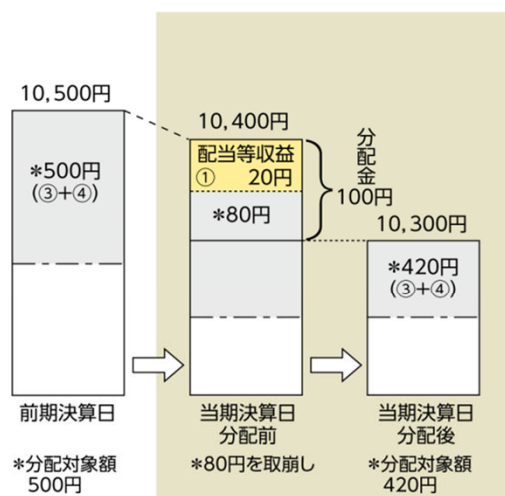 10,500円
*500円
(③+④)
前期決算日
*分配対象額
500円
10,400円
配当等収益
① 20円
*80円
分配金
100円
当期決算日
分配前
*80円を取崩し
10,300円
*420円
(③+④)
当期決算日
分配後
*分配対象額
420円